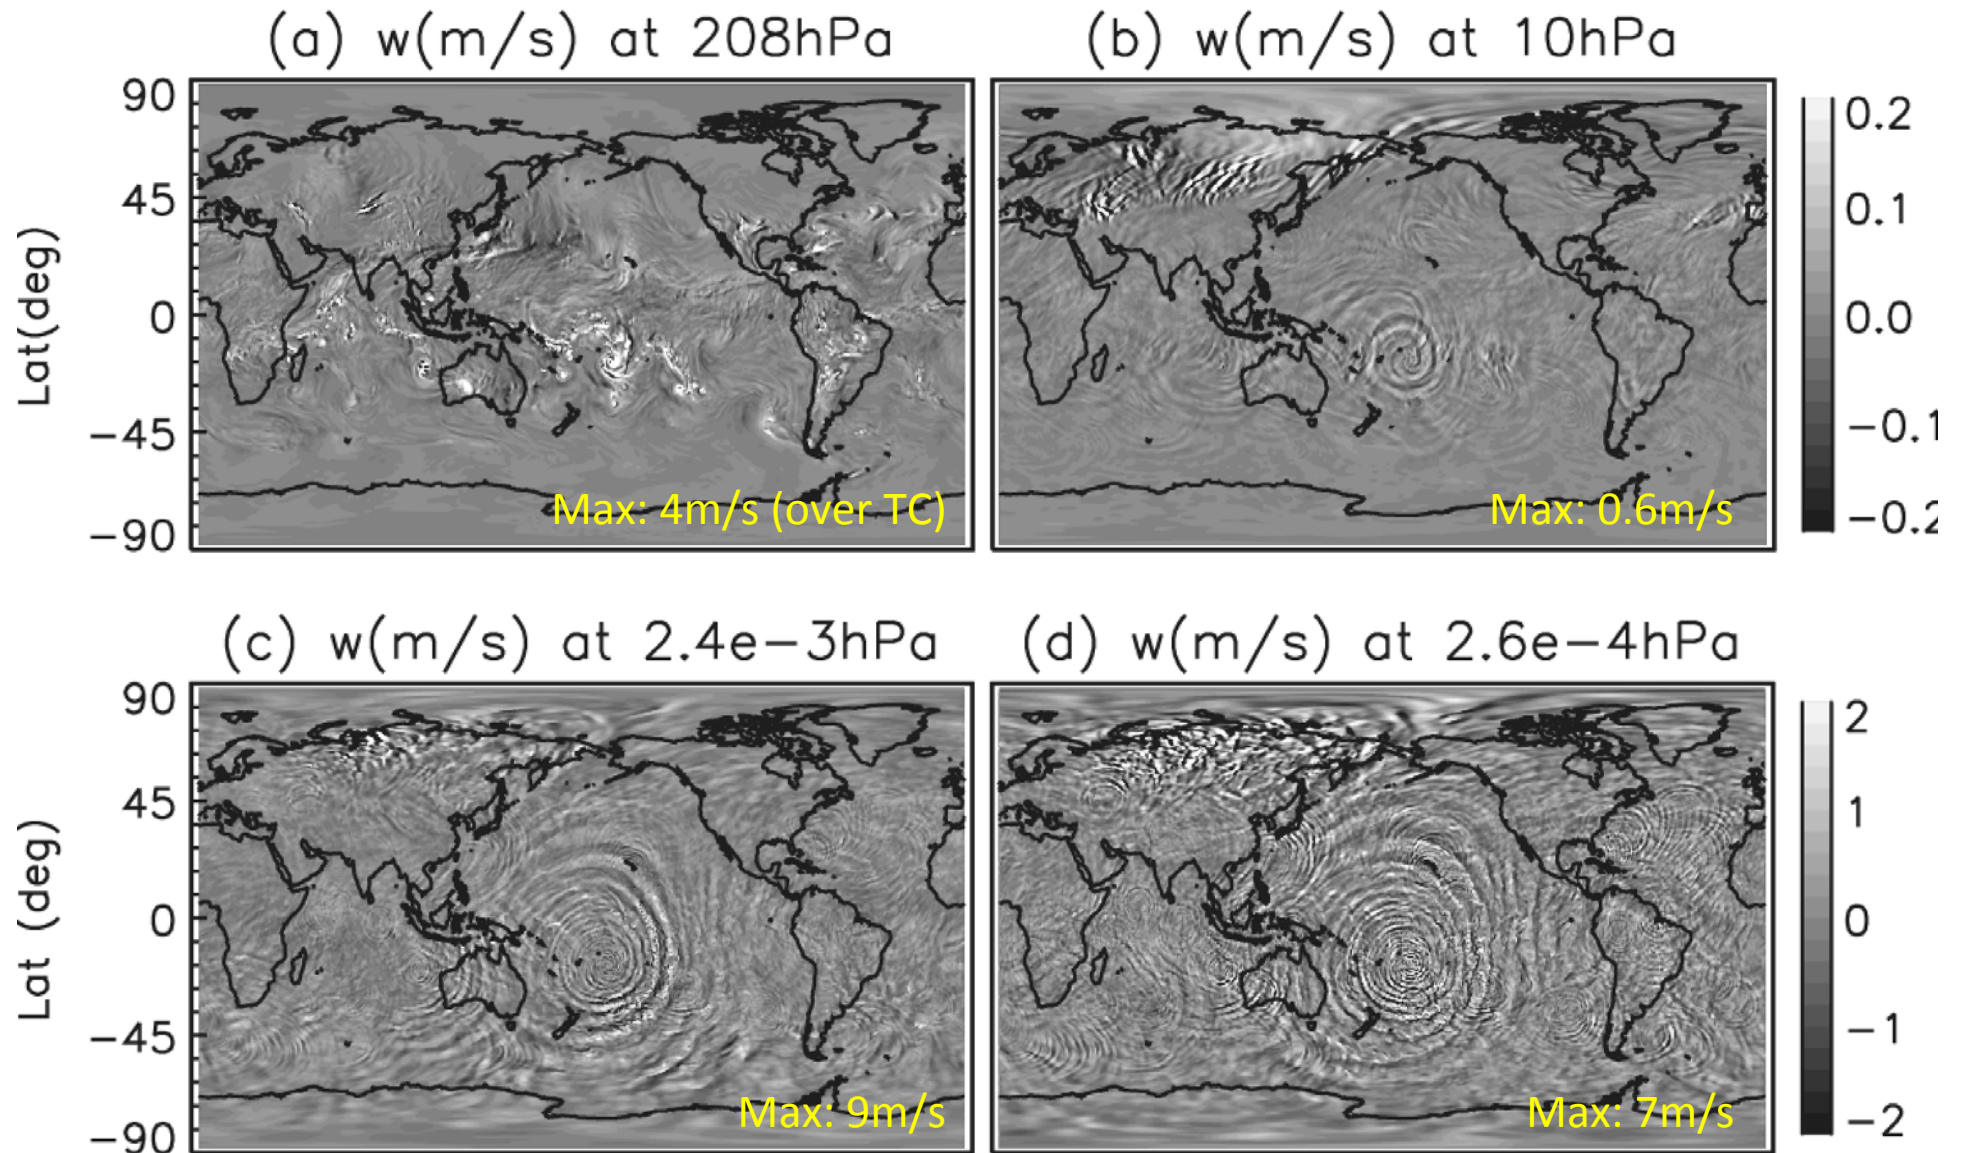 (a) w(m/s) at 208hPa
(b) w(m/s) at 10hPa
90
45
0
−45
−90
Lat(deg)
Max: 4m/s (over TC)
Max: 0.6m/s
0.2
0.1
0.0
−0.1
−0.2
(c) w(m/s) at 2.4e−3hPa
(d) w(m/s) at 2.6e−4hPa
90
45
0
−45
−90
Lat (deg)
Max: 9m/s
Max: 7m/s
2
1
0
−1
−2